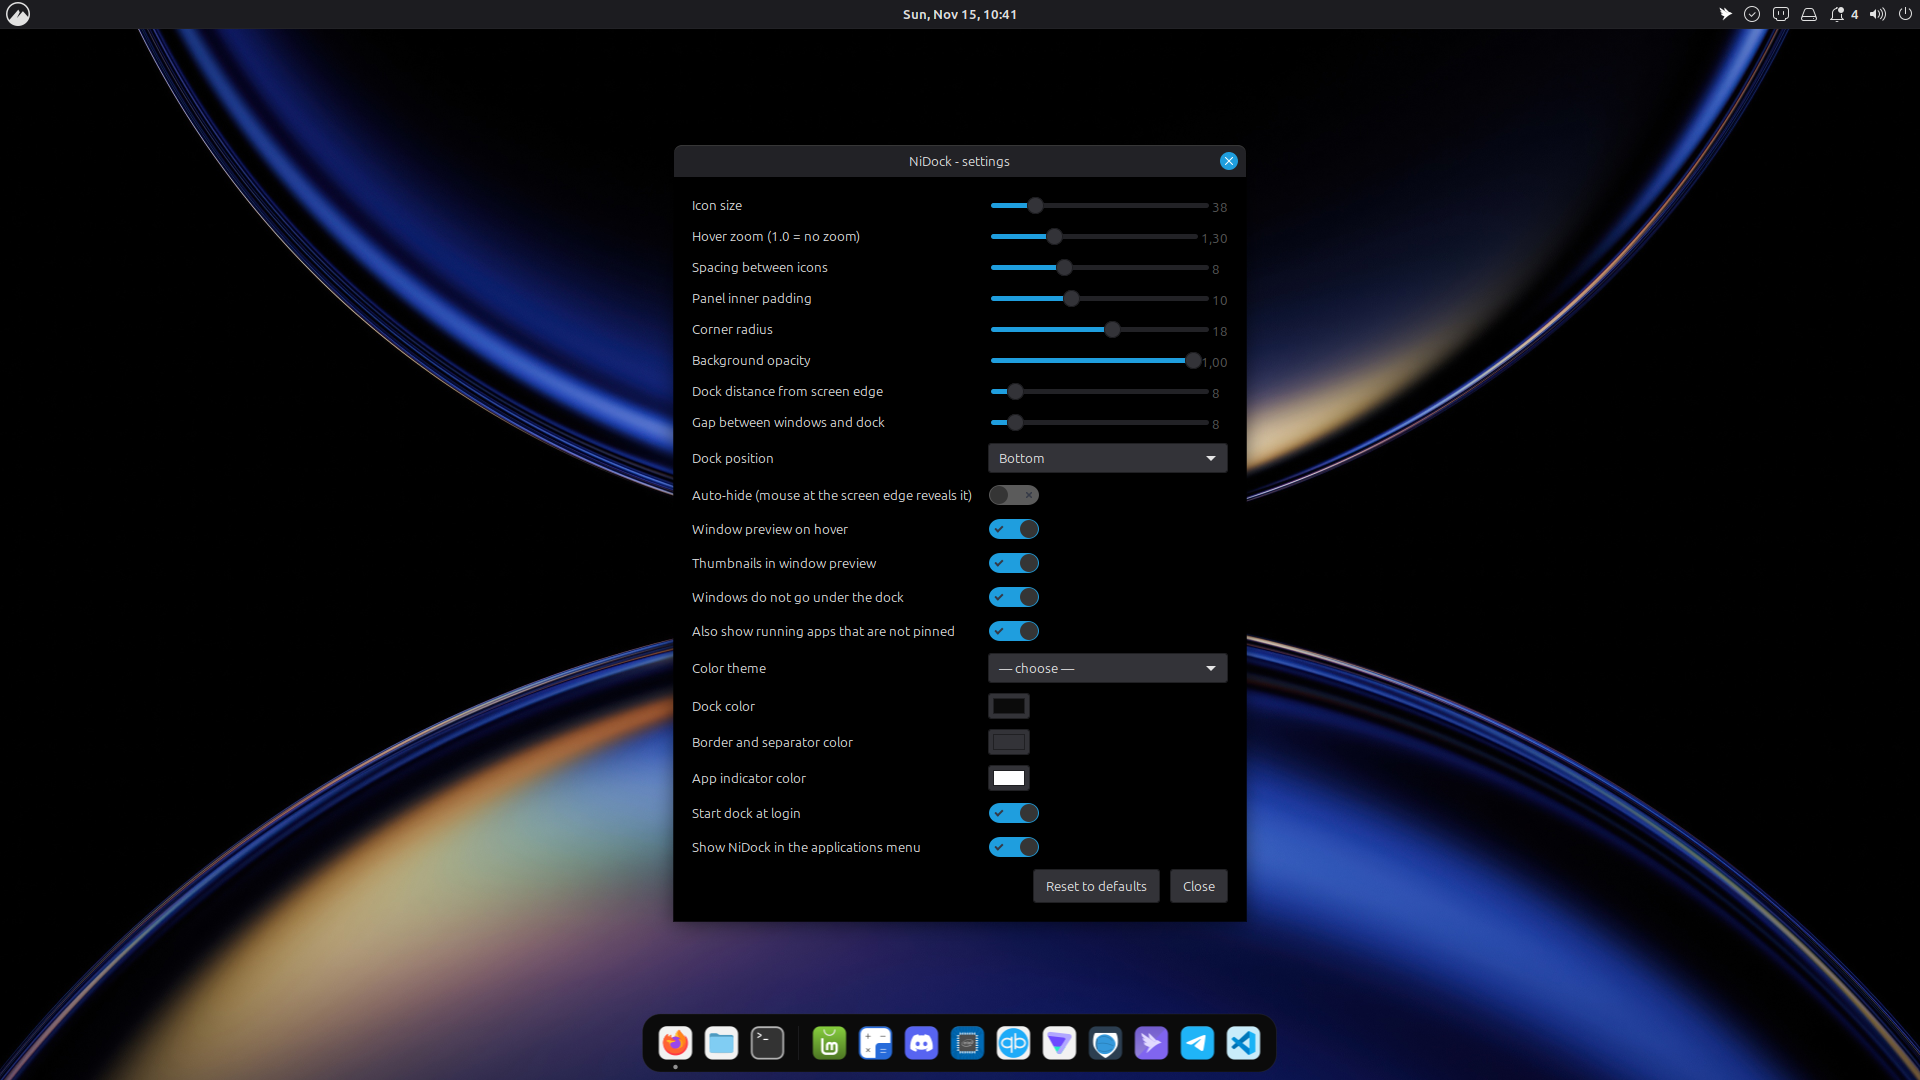 Sun, Nov 15, 10:41
4
NiDock - settings
Icon size 38
Hover zoom (1.0 = no zoom) 1,30
Spacing between icons 8
Panel inner padding 10
Corner radius 18
Background opacity 1,00
Dock distance from screen edge 8
Gap between windows and dock 8
Dock position Bottom
Auto-hide (mouse at the screen edge reveals it)
Window preview on hover
Thumbnails in window preview
Windows do not go under the dock
Also show running apps that are not pinned
Color theme — choose —
Dock color
Border and separator color
App indicator color
Start dock at login
Show NiDock in the applications menu
Reset to defaults Close
>_ lm qb